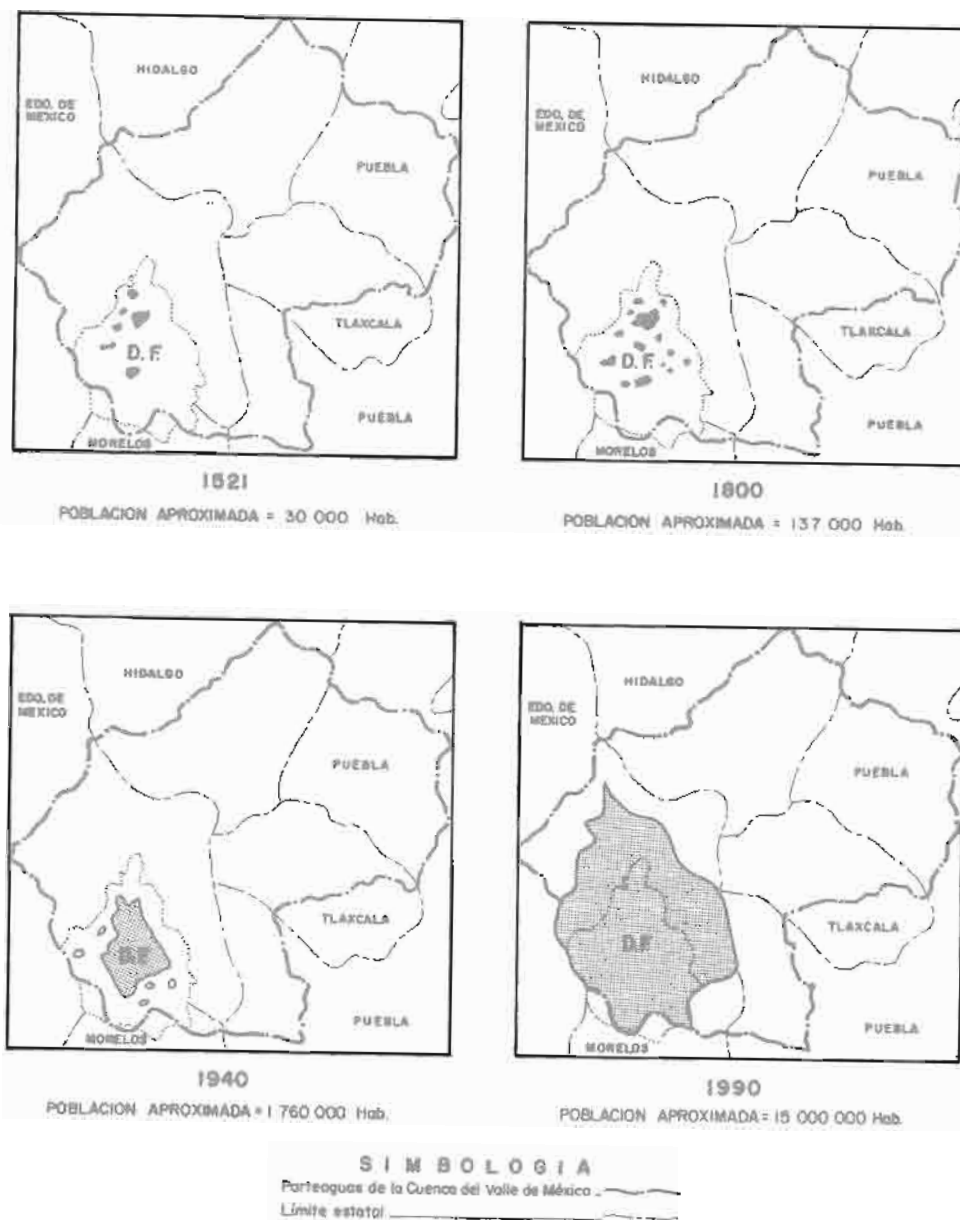 HIDALGO
EDO. DE
MEXICO
PUEBLA
TLAXCALA
D. F.
PUEBLA
MORELOS
1521
POBLACION APROXIMADA = 30 000 Hab.
HIDALGO
EDO. DE
MEXICO
PUEBLA
TLAXCALA
D. F.
PUEBLA
MORELOS
1800
POBLACION APROXIMADA = 137 000 Hab.
HIDALGO
EDO. DE
MEXICO
PUEBLA
TLAXCALA
D.F.
PUEBLA
MORELOS
1940
POBLACION APROXIMADA = 1 760 000 Hab.
HIDALGO
EDO. DE
MEXICO
PUEBLA
TLAXCALA
D.F.
PUEBLA
MORELOS
1990
POBLACION APROXIMADA = 15 000 000 Hab.
SIMBOLOGIA
Parteaguas de la Cuenca del Valle de México
Límite estatal